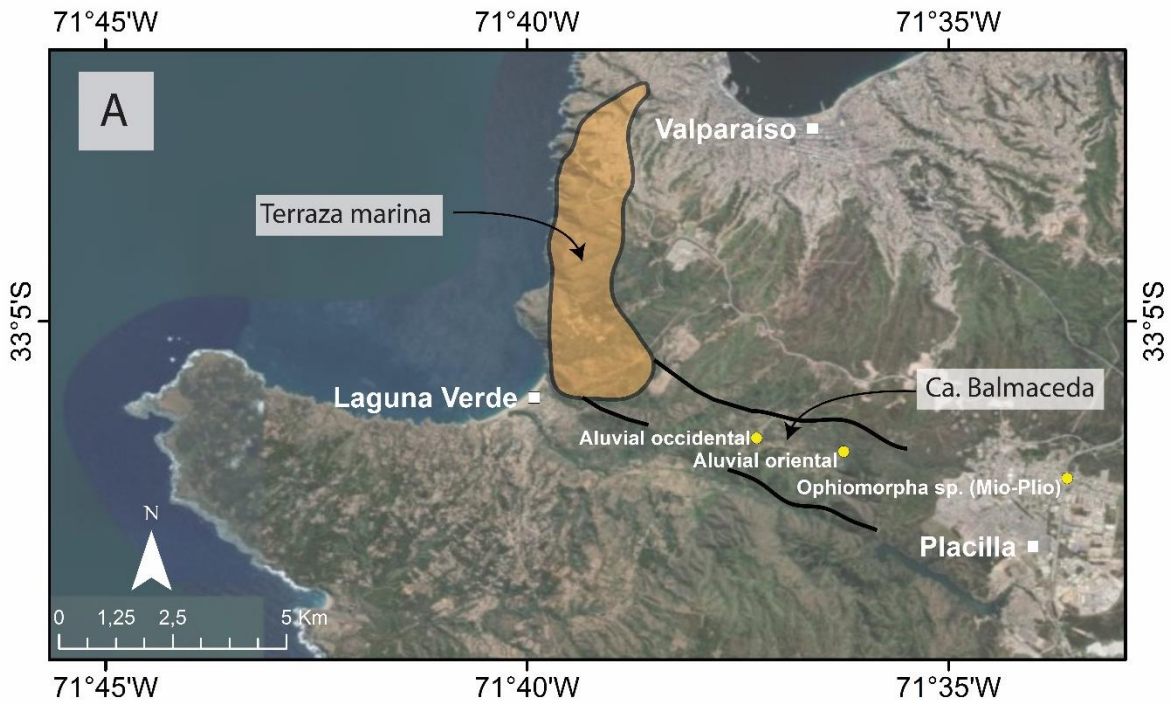 71°45'W
71°40'W
71°35'W
A
Valparaíso
Terraza marina
33°5'S
33°5'S
Laguna Verde
Ca. Balmaceda
Aluvial occidental
Aluvial oriental
Ophiomorpha sp. (Mio-Plio)
N
Placilla
0 1,25 2,5 5 Km
71°45'W
71°40'W
71°35'W